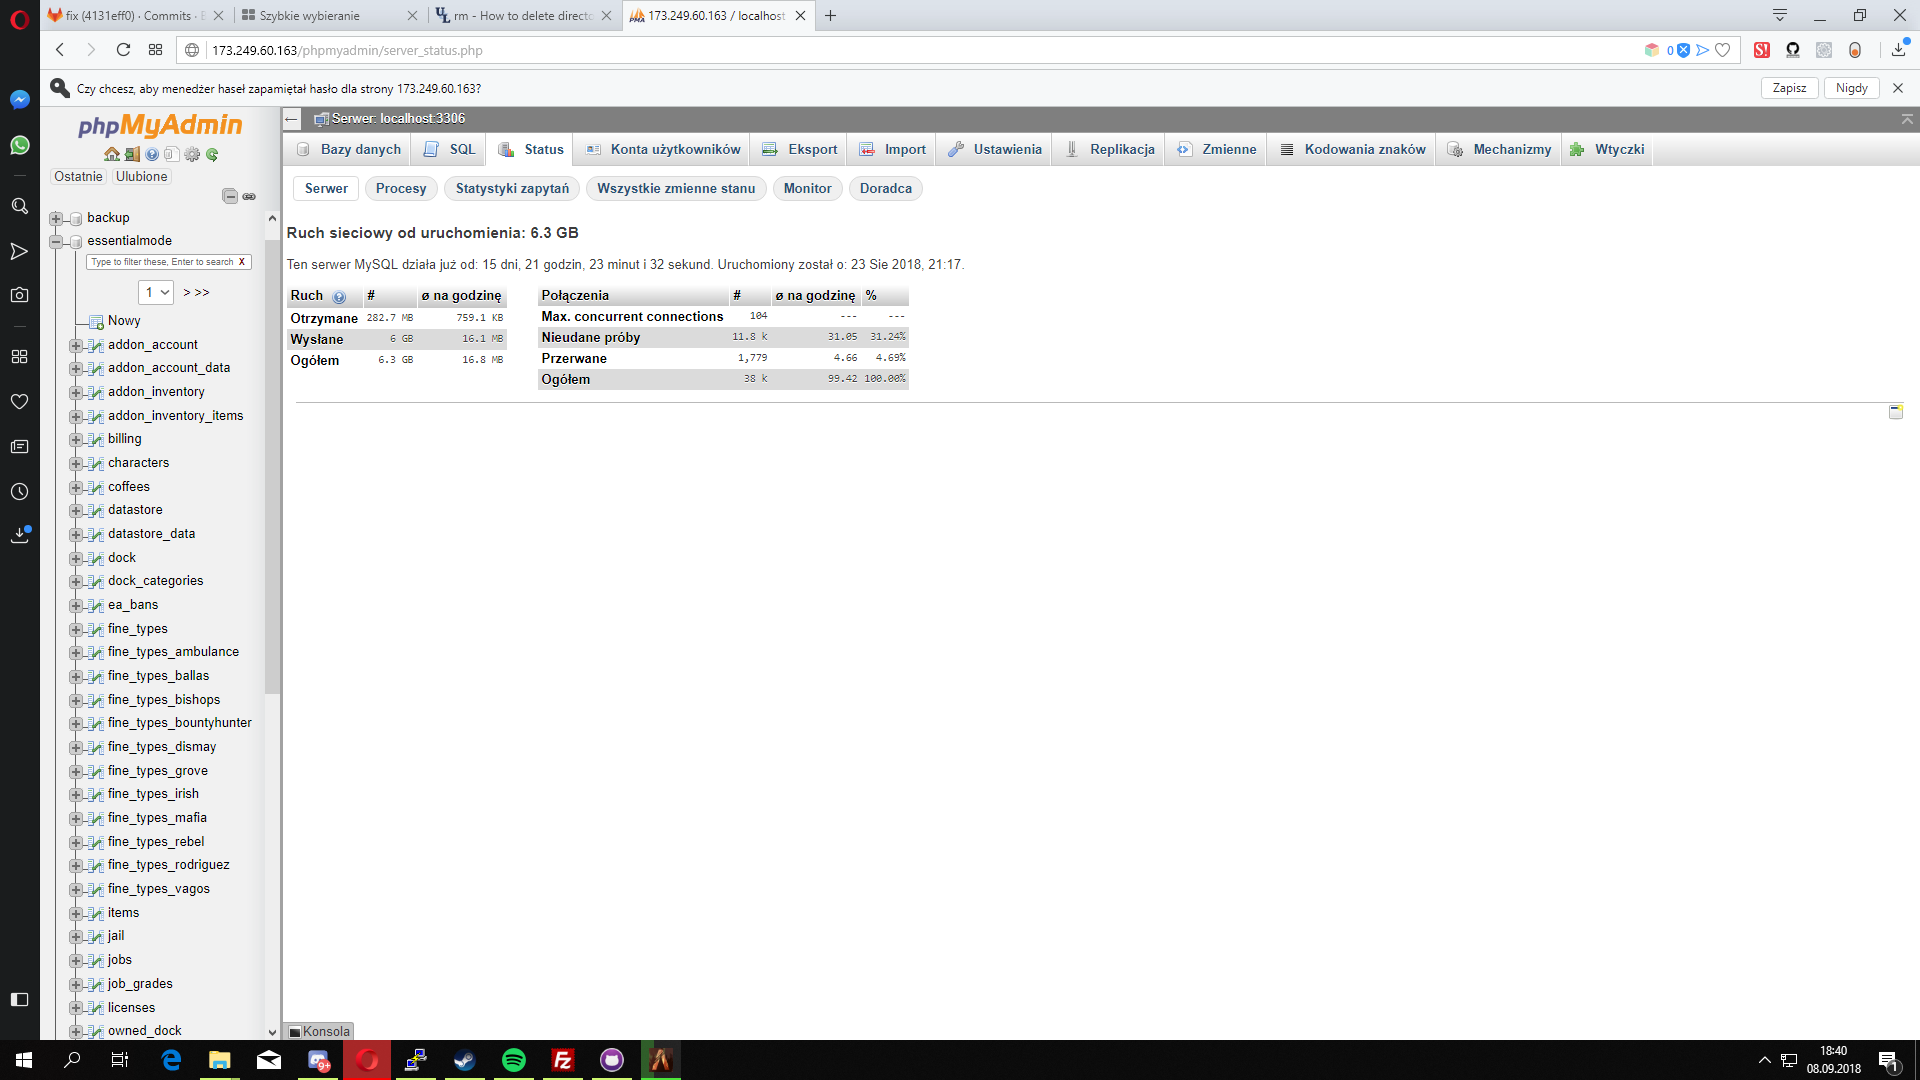 fix (4131eff0) · Commits ·
Szybkie wybieranie
rm - How to delete directo
173.249.60.163 / localhost
173.249.60.163/phpmyadmin/server_status.php
0
Czy chcesz, aby menedżer haseł zapamiętał hasło dla strony 173.249.60.163?
Zapisz
Nigdy
phpMyAdmin
Ostatnie
Ulubione
backup
essentialmode
Type to filter these, Enter to search X
1 > >>
Nowy
addon_account
addon_account_data
addon_inventory
addon_inventory_items
billing
characters
coffees
datastore
datastore_data
dock
dock_categories
ea_bans
fine_types
fine_types_ambulance
fine_types_ballas
fine_types_bishops
fine_types_bountyhunter
fine_types_dismay
fine_types_grove
fine_types_irish
fine_types_mafia
fine_types_rebel
fine_types_rodriguez
fine_types_vagos
items
jail
jobs
job_grades
licenses
owned_dock
Serwer: localhost:3306
Bazy danych
SQL
Status
Konta użytkowników
Eksport
Import
Ustawienia
Replikacja
Zmienne
Kodowania znaków
Mechanizmy
Wtyczki
Serwer
Procesy
Statystyki zapytań
Wszystkie zmienne stanu
Monitor
Doradca
Ruch sieciowy od uruchomienia: 6.3 GB
Ten serwer MySQL działa już od: 15 dni, 21 godzin, 23 minut i 32 sekund. Uruchomiony został o: 23 Sie 2018, 21:17.
Ruch # ø na godzinę
Otrzymane 282.7 MB 759.1 KB
Wysłane 6 GB 16.1 MB
Ogółem 6.3 GB 16.8 MB
Połączenia # ø na godzinę %
Max. concurrent connections 104 --- ---
Nieudane próby 11.8 k 31.05 31.24%
Przerwane 1,779 4.66 4.69%
Ogółem 38 k 99.42 100.00%
Konsola
18:40
08.09.2018
9+
1